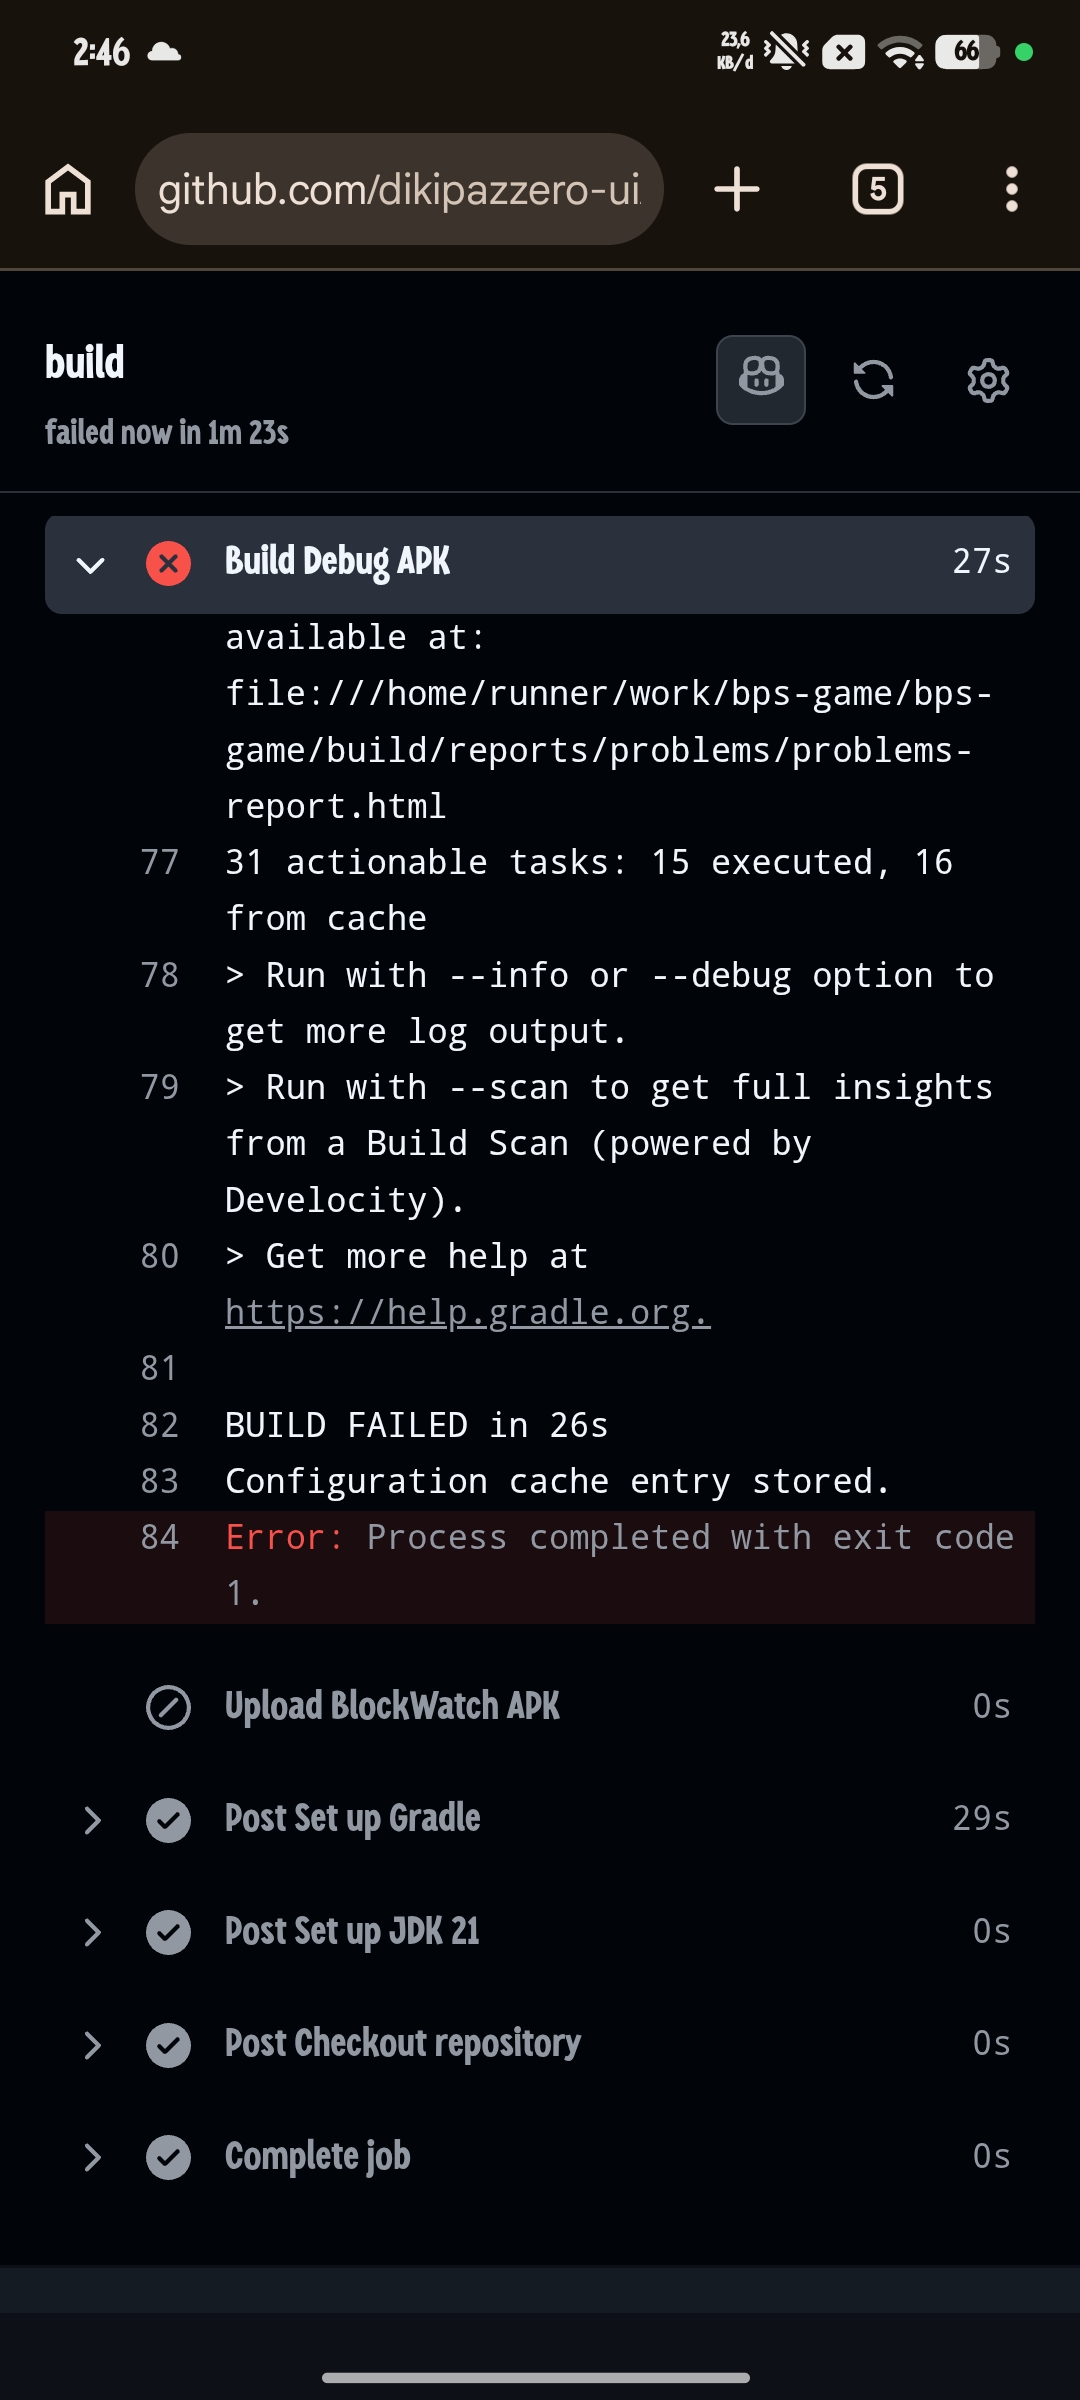 2:46
23,6
KB/d
66
github.com/dikipazzero-ui
5
build
failed now in 1m 23s
Build Debug APK 27s
available at:
file:///home/runner/work/bps-game/bps-
game/build/reports/problems/problems-
report.html
77 31 actionable tasks: 15 executed, 16
from cache
78 > Run with --info or --debug option to
get more log output.
79 > Run with --scan to get full insights
from a Build Scan (powered by
Develocity).
80 > Get more help at
https://help.gradle.org.
81
82 BUILD FAILED in 26s
83 Configuration cache entry stored.
84 Error: Process completed with exit code
1.
Upload BlockWatch APK 0s
Post Set up Gradle 29s
Post Set up JDK 21 0s
Post Checkout repository 0s
Complete job 0s